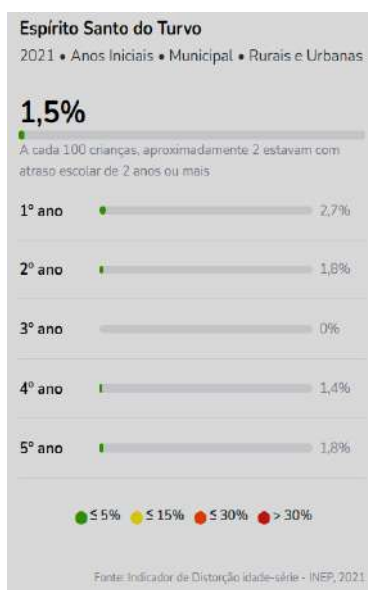 Espírito Santo do Turvo
2021 • Anos Iniciais • Municipal • Rurais e Urbanas
1,5%
A cada 100 crianças, aproximadamente 2 estavam com
atraso escolar de 2 anos ou mais
1º ano 2,7%
2º ano 1,8%
3º ano 0%
4º ano 1,4%
5º ano 1,8%
≤ 5% ≤ 15% ≤ 30% > 30%
Fonte: Indicador de Distorção idade-série - INEP, 2021